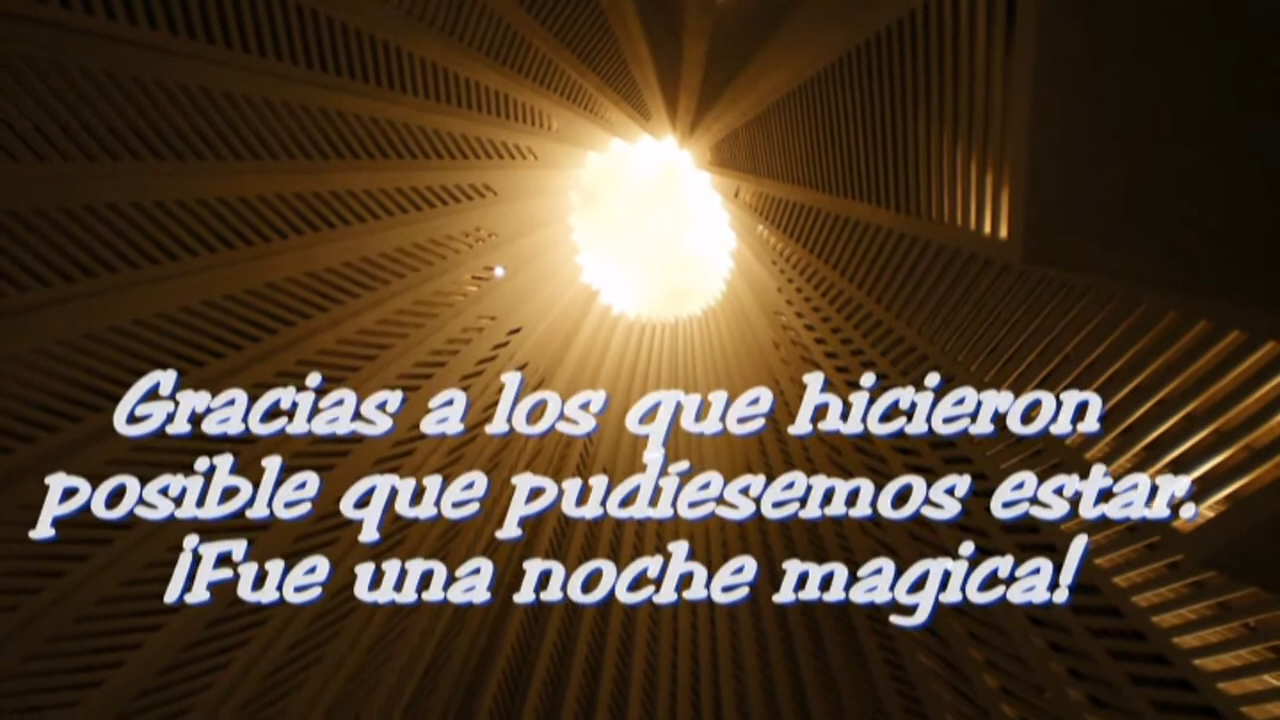 Gracias a los que hicieron
posible que pudiesemos estar.
¡Fue una noche magica!